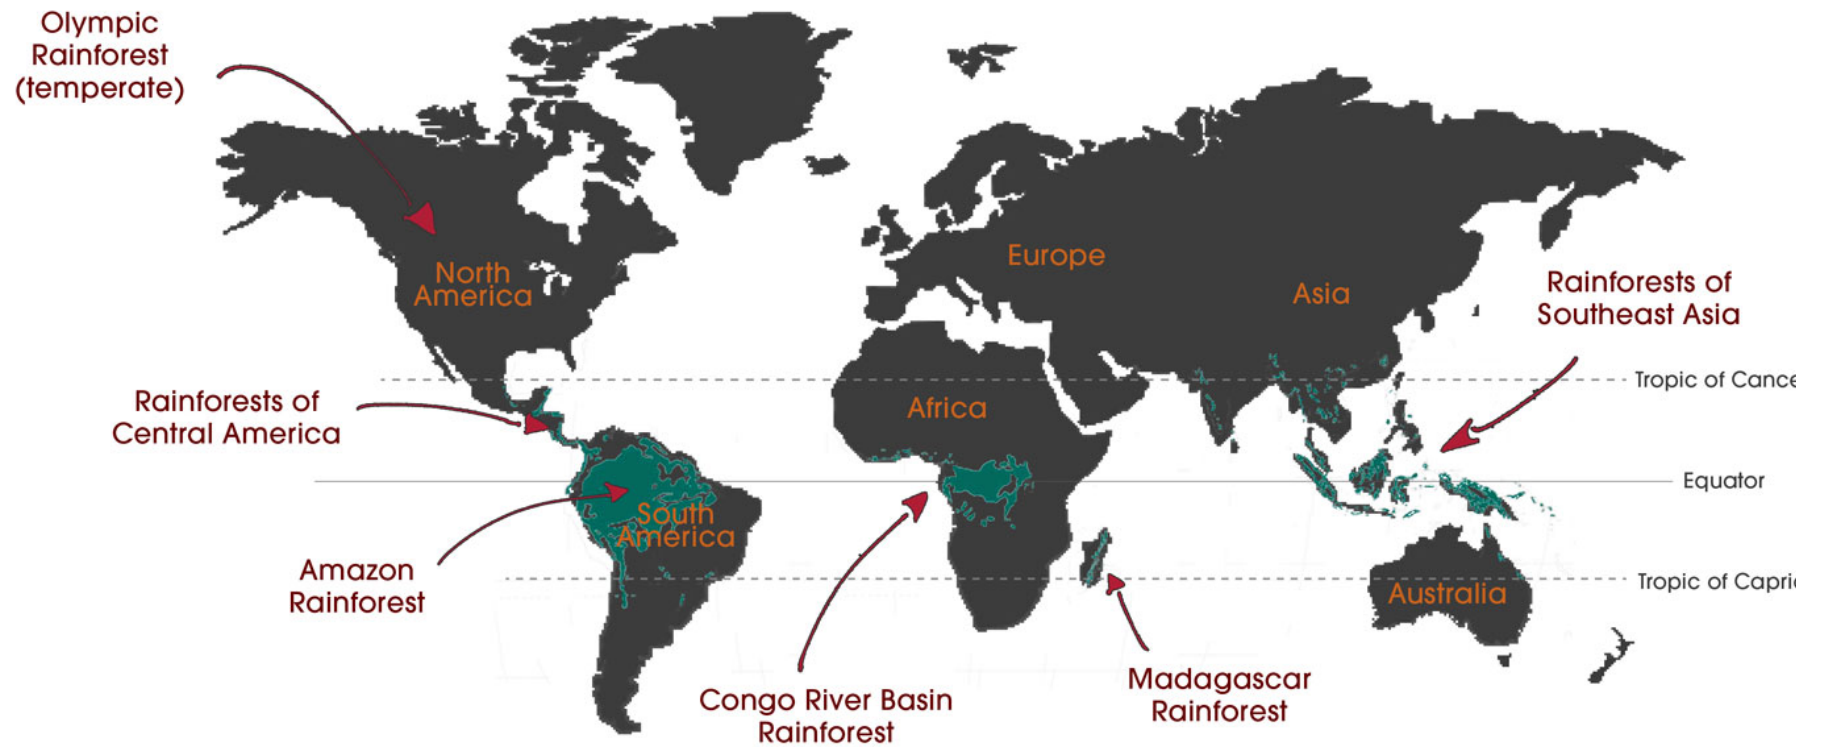 Olympic
Rainforest
(temperate)
North
America
Europe
Asia
Rainforests of
Southeast Asia
Tropic of Cance
Rainforests of
Central America
Africa
Equator
South
America
Amazon
Rainforest
Tropic of Capri
Australia
Congo River Basin
Rainforest
Madagascar
Rainforest